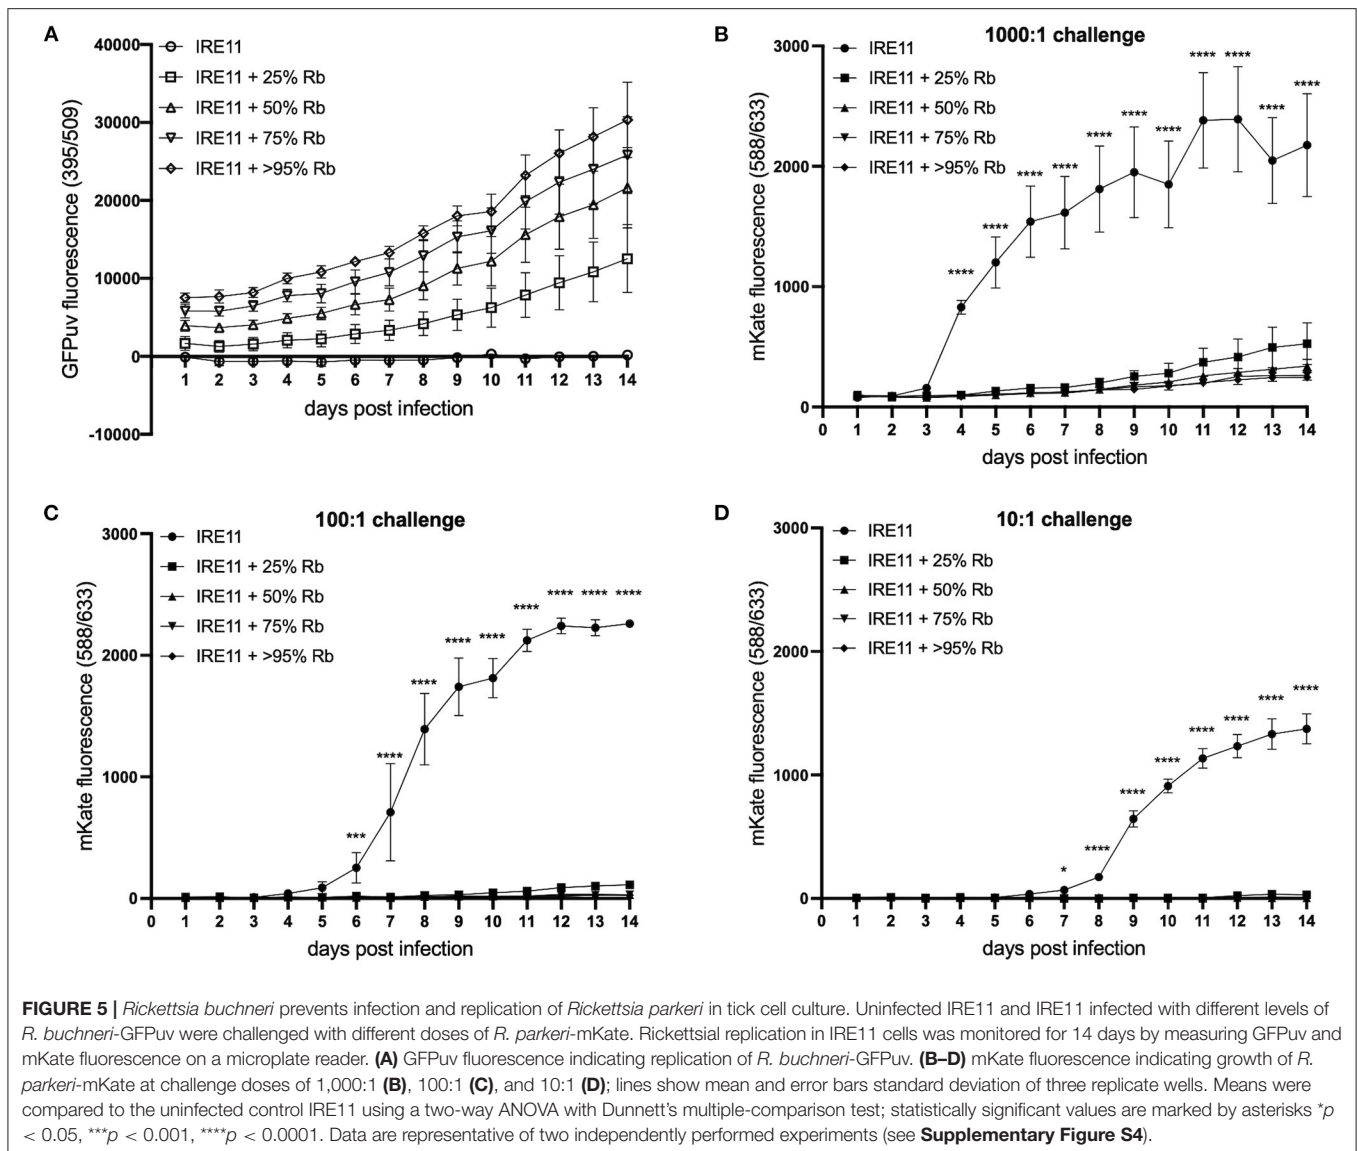 A
40000
30000
20000
10000
0
-10000
GFPuv fluorescence (395/509)
IRE11
IRE11 + 25% Rb
IRE11 + 50% Rb
IRE11 + 75% Rb
IRE11 + >95% Rb
1 2 3 4 5 6 7 8 9 10 11 12 13 14
days post infection
B
1000:1 challenge
3000
2000
1000
0
mKate fluorescence (588/633)
IRE11
IRE11 + 25% Rb
IRE11 + 50% Rb
IRE11 + 75% Rb
IRE11 + >95% Rb
**** **** **** **** **** **** **** **** **** **** ****
0 1 2 3 4 5 6 7 8 9 10 11 12 13 14
days post infection
C
100:1 challenge
3000
2000
1000
0
mKate fluorescence (588/633)
IRE11
IRE11 + 25% Rb
IRE11 + 50% Rb
IRE11 + 75% Rb
IRE11 + >95% Rb
*** **** **** **** **** **** **** **** ****
0 1 2 3 4 5 6 7 8 9 10 11 12 13 14
days post infection
D
10:1 challenge
3000
2000
1000
0
mKate fluorescence (588/633)
IRE11
IRE11 + 25% Rb
IRE11 + 50% Rb
IRE11 + 75% Rb
IRE11 + >95% Rb
* **** **** **** **** **** **** ****
0 1 2 3 4 5 6 7 8 9 10 11 12 13 14
days post infection
FIGURE 5 | Rickettsia buchneri prevents infection and replication of Rickettsia parkeri in tick cell culture. Uninfected IRE11 and IRE11 infected with different levels of
R. buchneri-GFPuv were challenged with different doses of R. parkeri-mKate. Rickettsial replication in IRE11 cells was monitored for 14 days by measuring GFPuv and
mKate fluorescence on a microplate reader. (A) GFPuv fluorescence indicating replication of R. buchneri-GFPuv. (B–D) mKate fluorescence indicating growth of R.
parkeri-mKate at challenge doses of 1,000:1 (B), 100:1 (C), and 10:1 (D); lines show mean and error bars standard deviation of three replicate wells. Means were
compared to the uninfected control IRE11 using a two-way ANOVA with Dunnett's multiple-comparison test; statistically significant values are marked by asterisks *p
< 0.05, ***p < 0.001, ****p < 0.0001. Data are representative of two independently performed experiments (see Supplementary Figure S4).